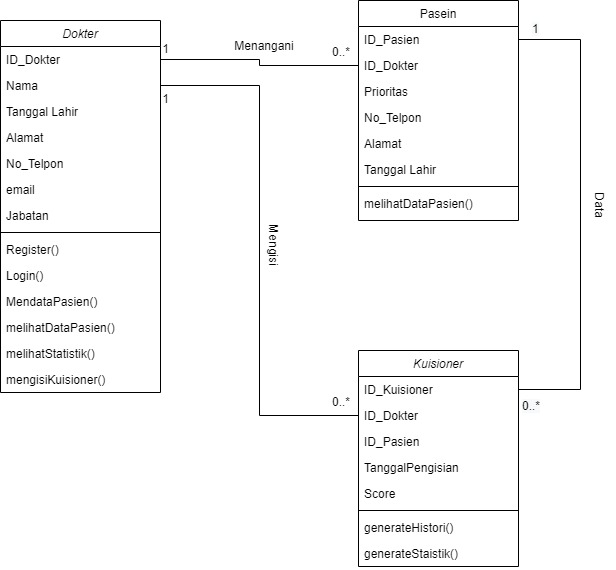 Dokter
ID_Dokter
Nama
Tanggal Lahir
Alamat
No_Telpon
email
Jabatan
Register()
Login()
MendataPasien()
melihatDataPasien()
melihatStatistik()
mengisiKuisioner()
1
Menangani
0..*
1
Mengisi
0..*
Pasein
ID_Pasien
ID_Dokter
Prioritas
No_Telpon
Alamat
Tanggal Lahir
melihatDataPasien()
1
Data
0..*
Kuisioner
ID_Kuisioner
ID_Dokter
ID_Pasien
TanggalPengisian
Score
generateHistori()
generateStaistik()